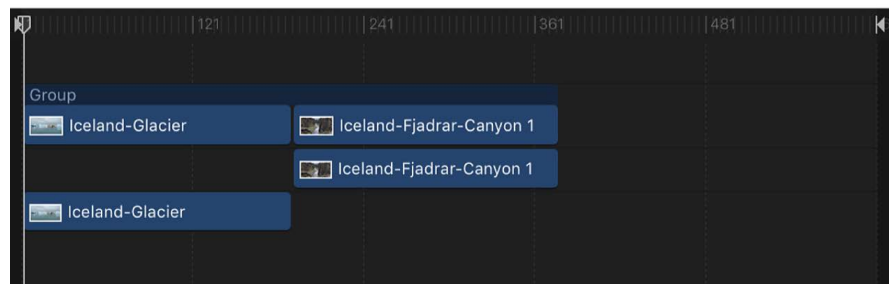 121 241 361 481
Group
Iceland-Glacier Iceland-Fjadrar-Canyon 1
Iceland-Fjadrar-Canyon 1
Iceland-Glacier